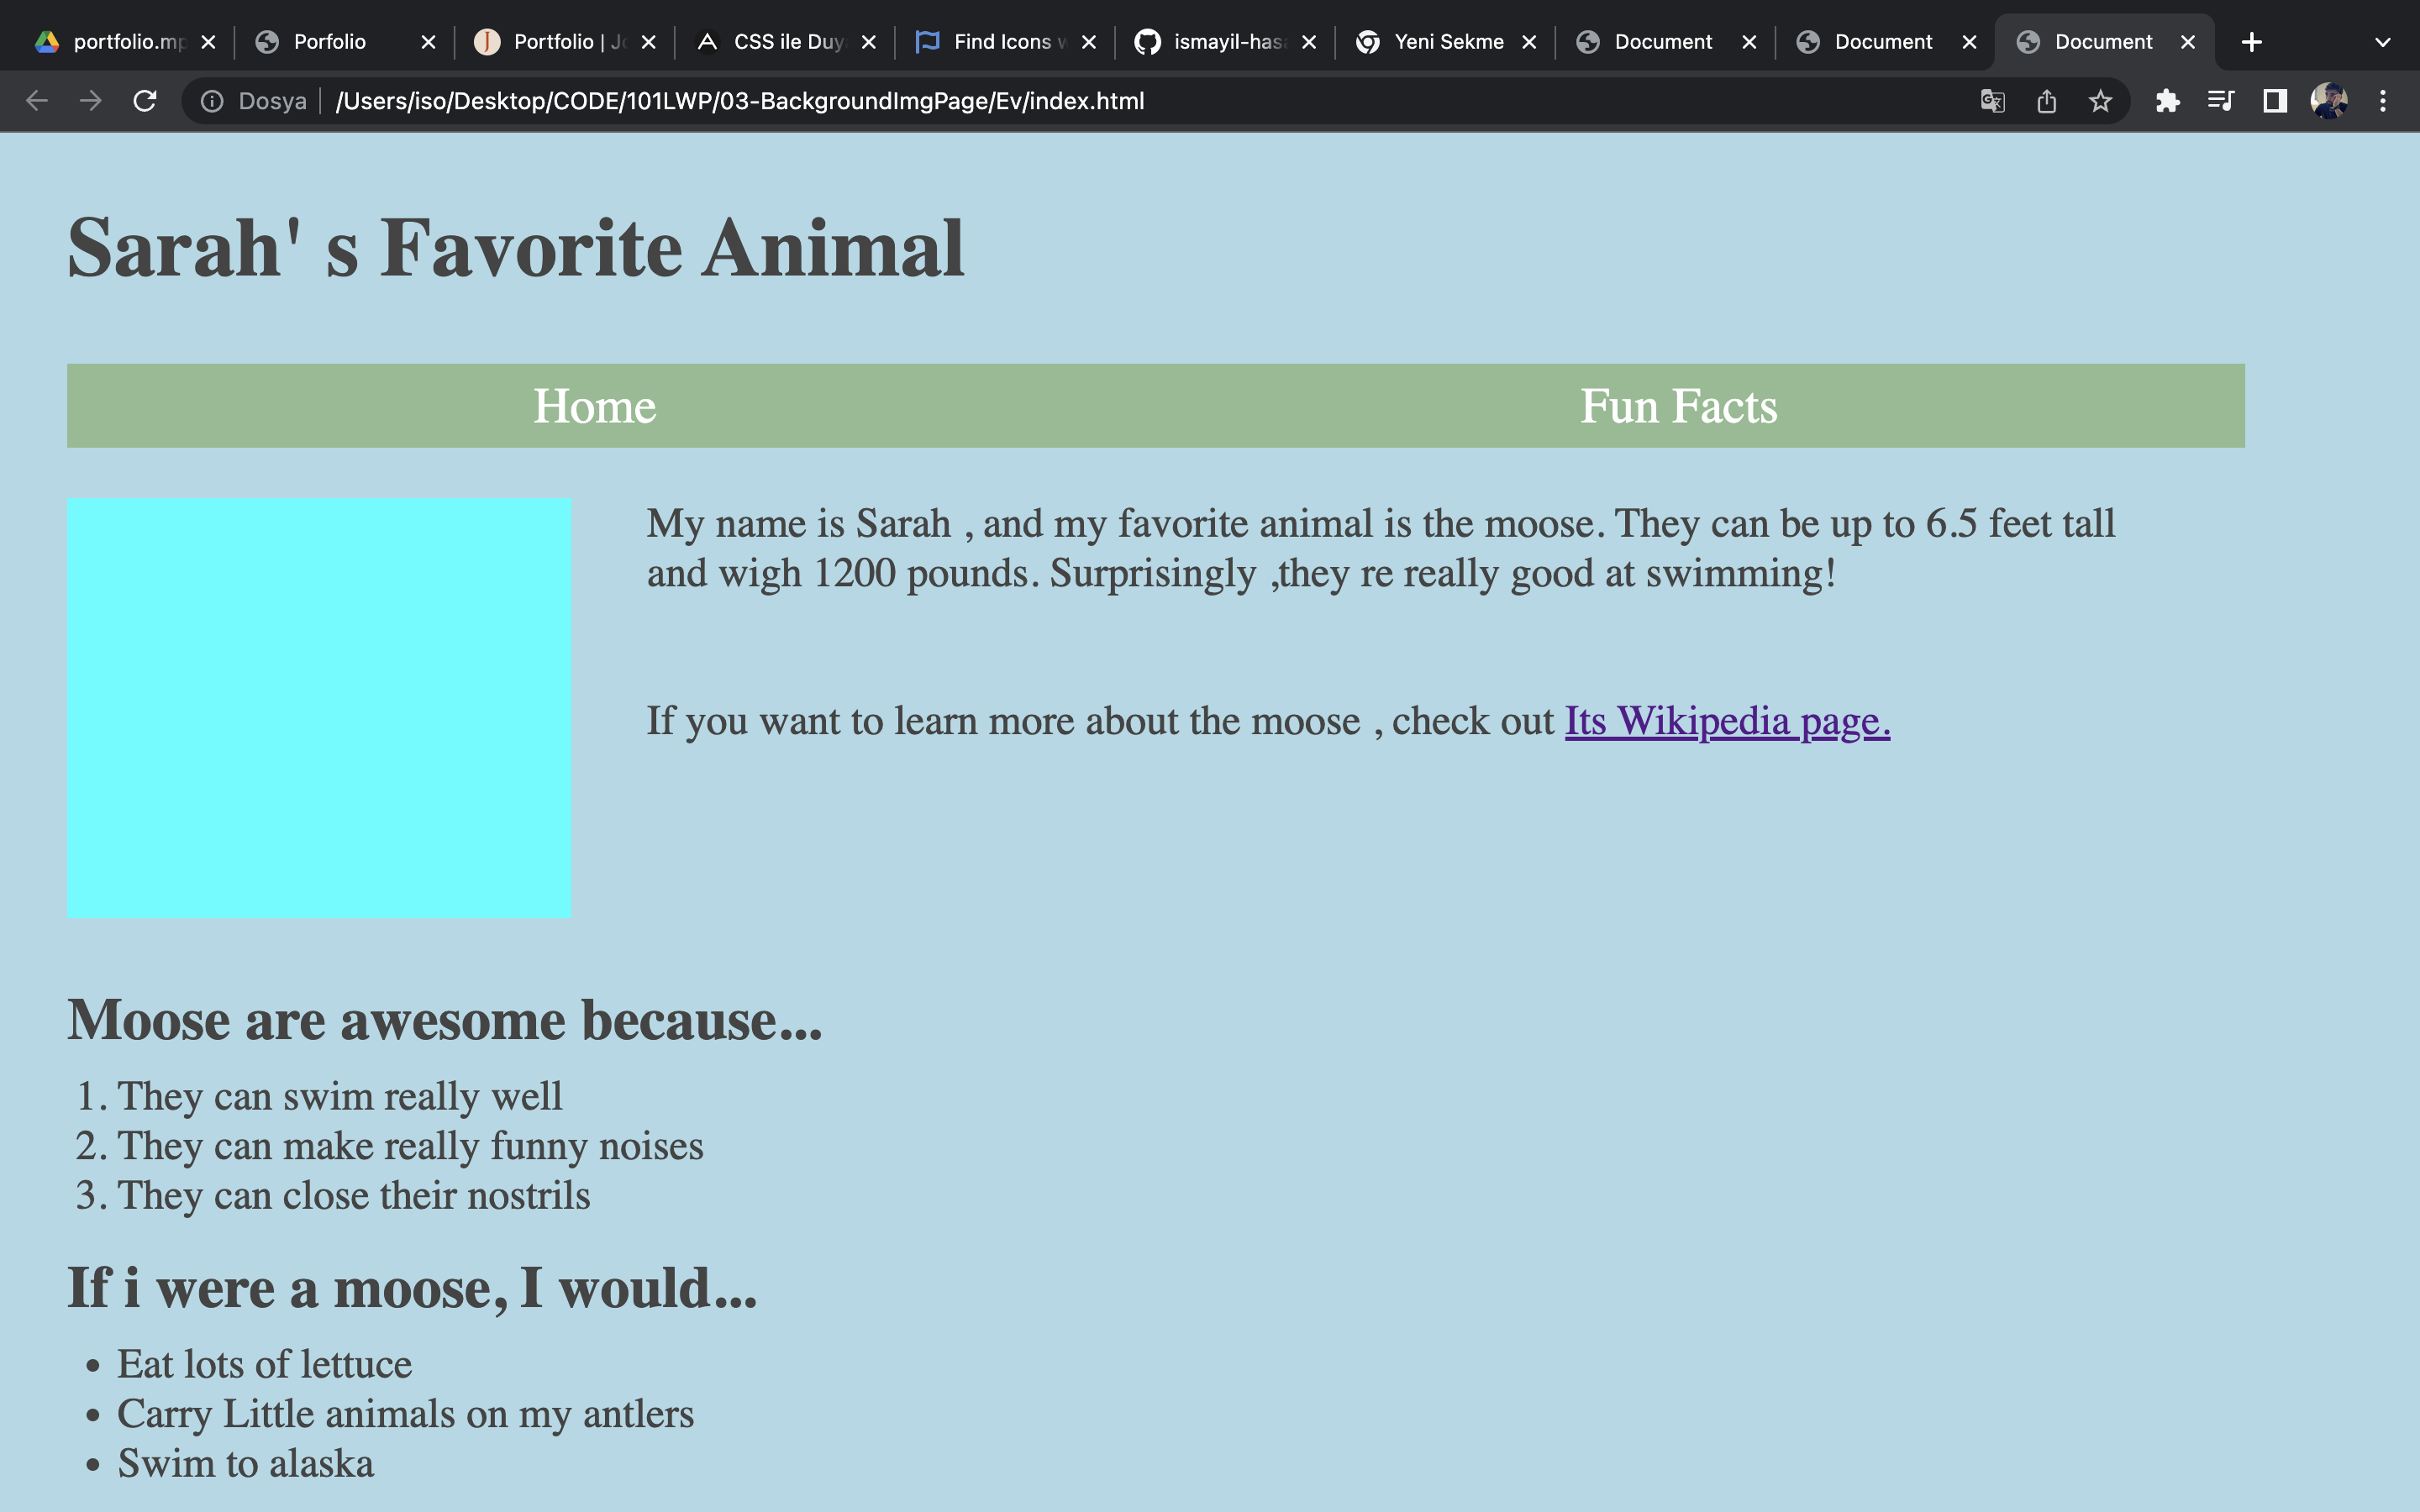 portfolio.mp
Porfolio
Portfolio | Jo
CSS ile Duy
Find Icons w
ismayil-hasa
Yeni Sekme
Document
Document
Document
Dosya | /Users/iso/Desktop/CODE/101LWP/03-BackgroundImgPage/Ev/index.html
Sarah' s Favorite Animal
Home
Fun Facts
My name is Sarah , and my favorite animal is the moose. They can be up to 6.5 feet tall
and wigh 1200 pounds. Surprisingly ,they re really good at swimming!
If you want to learn more about the moose , check out Its Wikipedia page.
Moose are awesome because...
1. They can swim really well
2. They can make really funny noises
3. They can close their nostrils
If i were a moose, I would...
• Eat lots of lettuce
• Carry Little animals on my antlers
• Swim to alaska